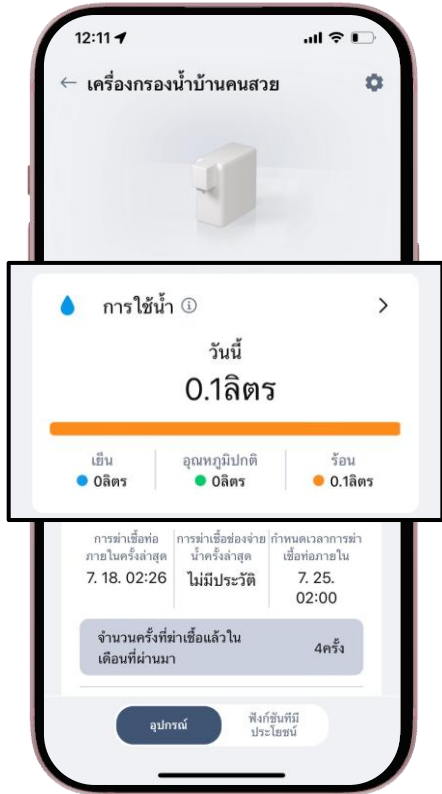 12:11
เครื่องกรองน้ำบ้านคนสวย
การใช้น้ำ
วันนี้
0.1ลิตร
เย็น
0ลิตร
อุณหภูมิปกติ
0ลิตร
ร้อน
0.1ลิตร
การฆ่าเชื้อท่อ
ภายในครั้งล่าสุด
7. 18. 02:26
การฆ่าเชื้อช่องจ่าย
น้ำครั้งล่าสุด
ไม่มีประวัติ
กำหนดเวลาการฆ่า
เชื้อท่อภายใน
7. 25.
02:00
จำนวนครั้งที่ฆ่าเชื้อแล้วใน
เดือนที่ผ่านมา
4ครั้ง
อุปกรณ์
ฟังก์ชันที่มี
ประโยชน์